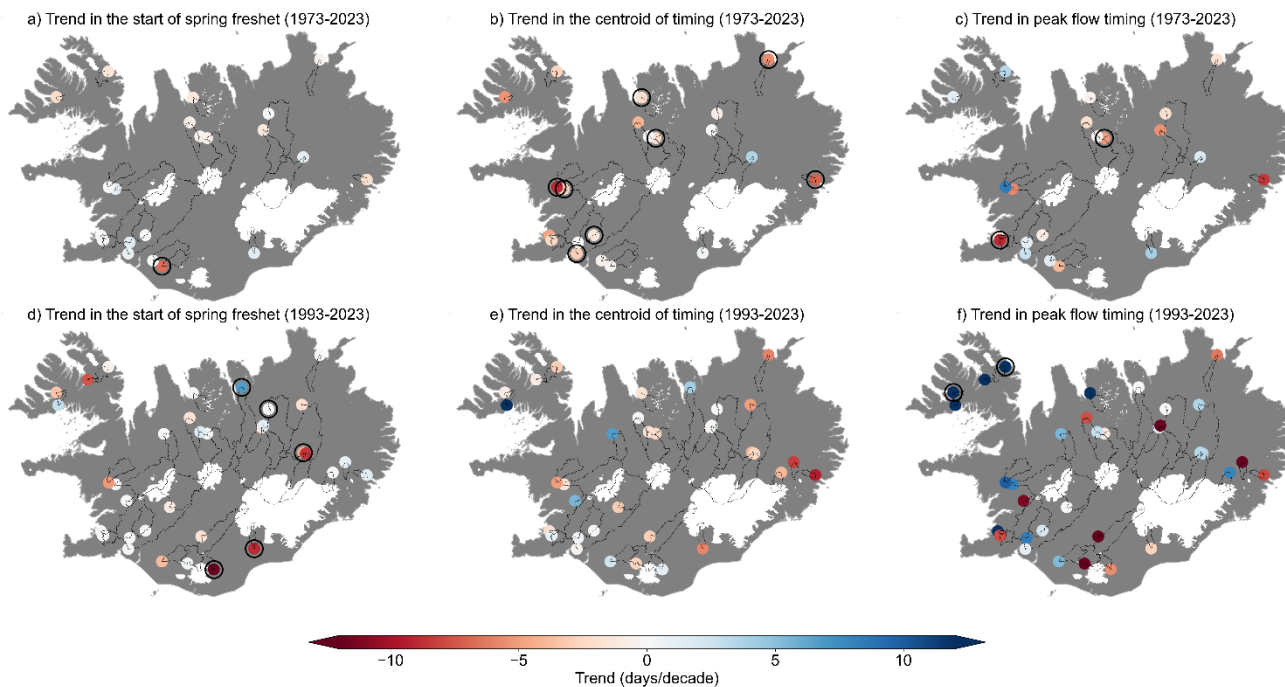 a) Trend in the start of spring freshet (1973-2023)
b) Trend in the centroid of timing (1973-2023)
c) Trend in peak flow timing (1973-2023)
d) Trend in the start of spring freshet (1993-2023)
e) Trend in the centroid of timing (1993-2023)
f) Trend in peak flow timing (1993-2023)
−10 −5 0 5 10
Trend (days/decade)